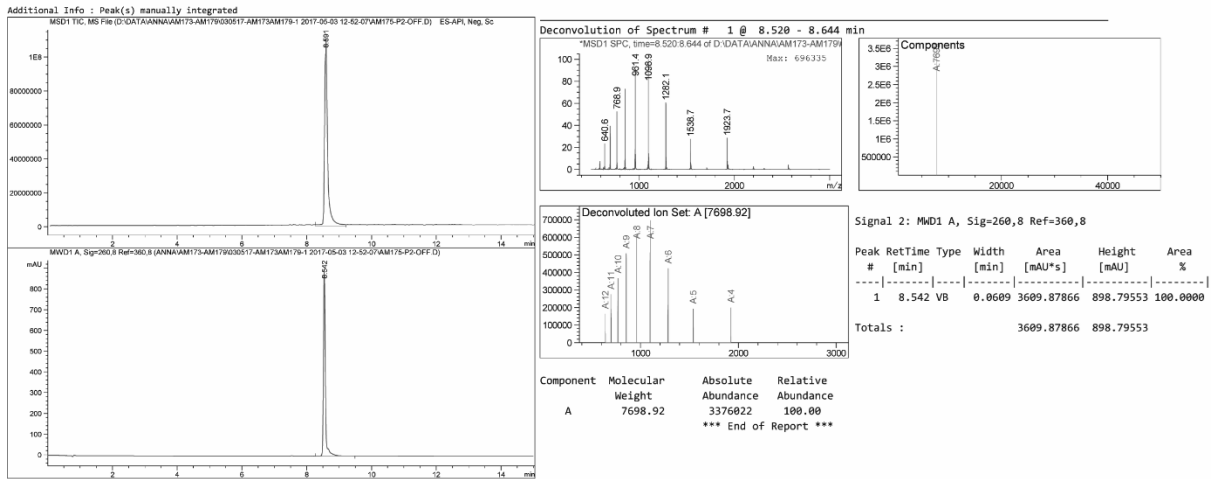 Additional Info : Peak(s) manually integrated
MSD1 TIC, MS File (D:\DATA\ANNA\AM173-AM179\030517-AM173AM179-1 2017-05-03 12-52-07\AM175-P2-OFF.D) ES-API, Neg, Sc
8.591
1E8
80000000
60000000
40000000
20000000
0
2 4 6 8 10 12 14 min
MWD1 A, Sig=260,8 Ref=360,8 (ANNA\AM173-AM179\030517-AM173AM179-1 2017-05-03 12-52-07\AM175-P2-OFF.D)
mAU
8.542
800
700
600
500
400
300
200
100
0
2 4 6 8 10 12 14 min
Deconvolution of Spectrum # 1 @ 8.520 - 8.644 min
*MSD1 SPC, time=8.520:8.644 of D:\DATA\ANNA\AM173-AM179\
Max: 696335
100
80
60
40
20
0
640.6
768.9
961.4
1098.9
1282.1
1538.7
1923.7
1000 2000 m/z
Components
3.5E6
3E6
2.5E6
2E6
1.5E6
1E6
500000
20000 40000
Deconvoluted Ion Set: A [7698.92]
700000
600000
500000
400000
300000
200000
100000
0
A:12
A:11
A:10
A:9
A:8
A:7
A:6
A:5
A:4
1000 2000 3000
Component Molecular Absolute Relative
Weight Abundance Abundance
A 7698.92 3376022 100.00
*** End of Report ***
Signal 2: MWD1 A, Sig=260,8 Ref=360,8
Peak RetTime Type Width Area Height Area
# [min] [min] [mAU*s] [mAU] %
----|-------|----|-------|----------|----------|--------|
1 8.542 VB 0.0609 3609.87866 898.79553 100.0000
Totals : 3609.87866 898.79553